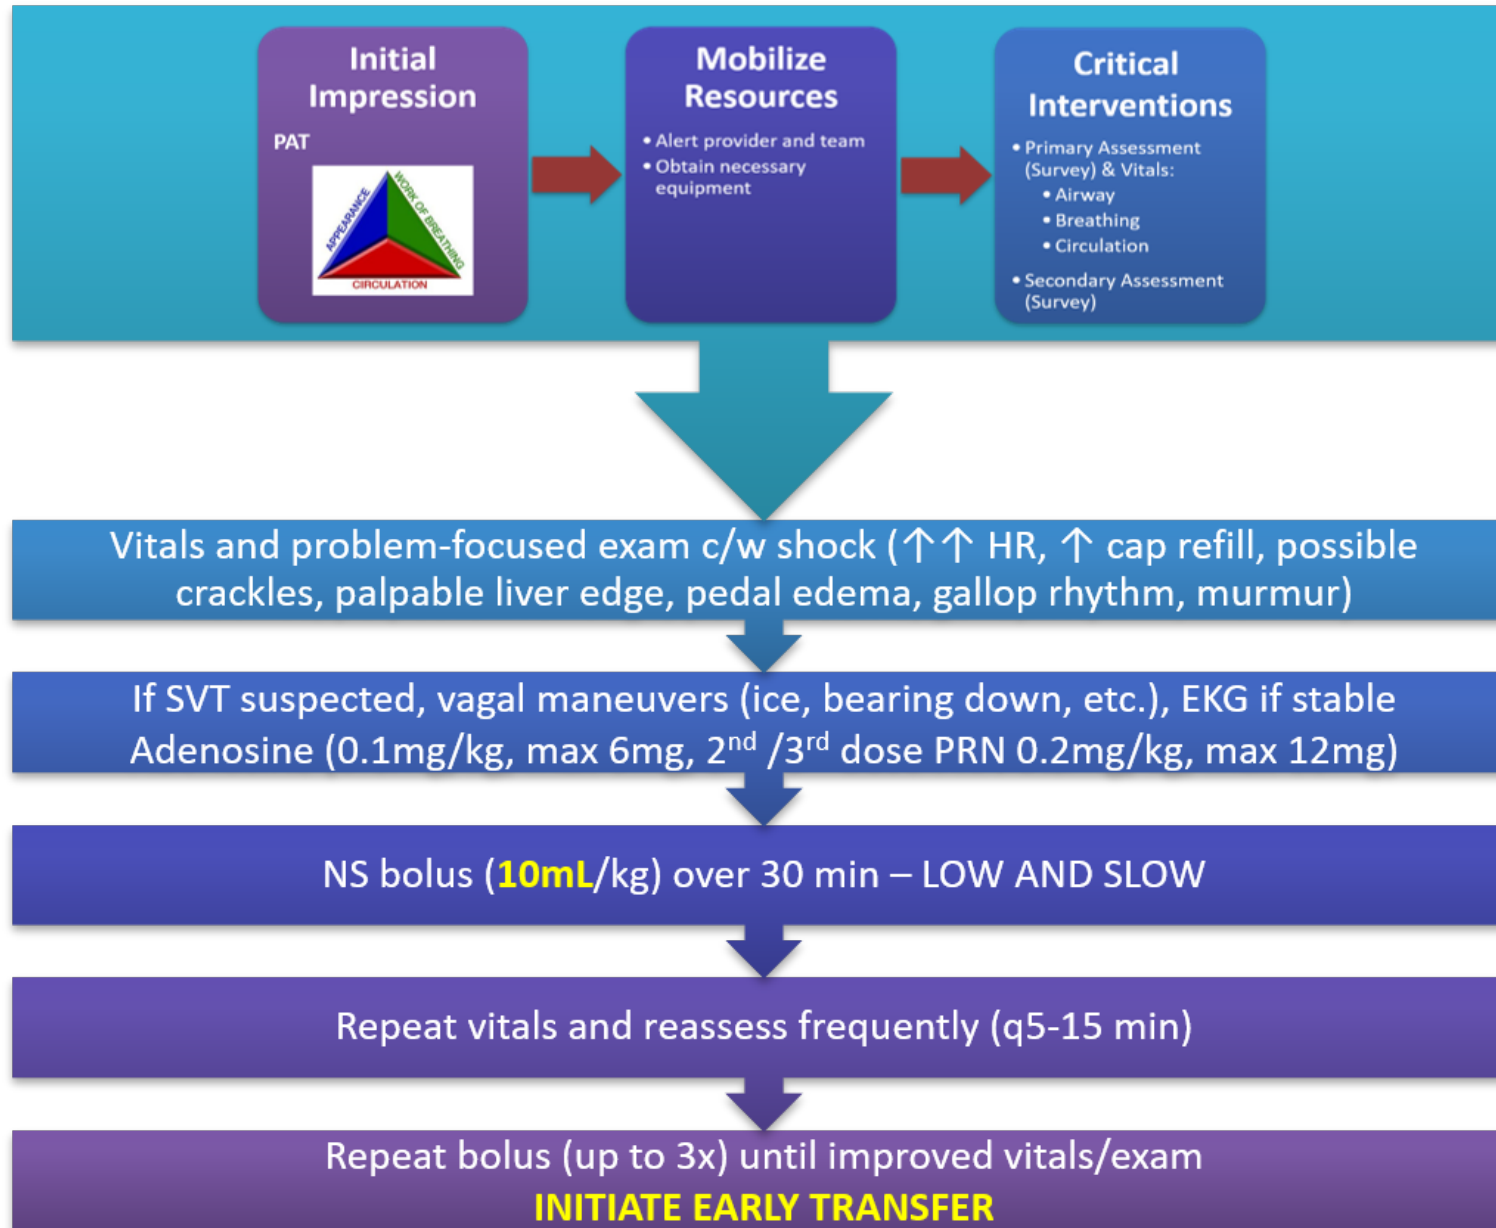 Initial
Impression
PAT
APPEARANCE
WORK OF BREATHING
CIRCULATION
Mobilize
Resources
• Alert provider and team
• Obtain necessary
equipment
Critical
Interventions
• Primary Assessment
(Survey) & Vitals:
• Airway
• Breathing
• Circulation
• Secondary Assessment
(Survey)
Vitals and problem-focused exam c/w shock (↑↑ HR, ↑ cap refill, possible
crackles, palpable liver edge, pedal edema, gallop rhythm, murmur)
If SVT suspected, vagal maneuvers (ice, bearing down, etc.), EKG if stable
Adenosine (0.1mg/kg, max 6mg, 2nd /3rd dose PRN 0.2mg/kg, max 12mg)
NS bolus (10mL/kg) over 30 min – LOW AND SLOW
Repeat vitals and reassess frequently (q5-15 min)
Repeat bolus (up to 3x) until improved vitals/exam
INITIATE EARLY TRANSFER